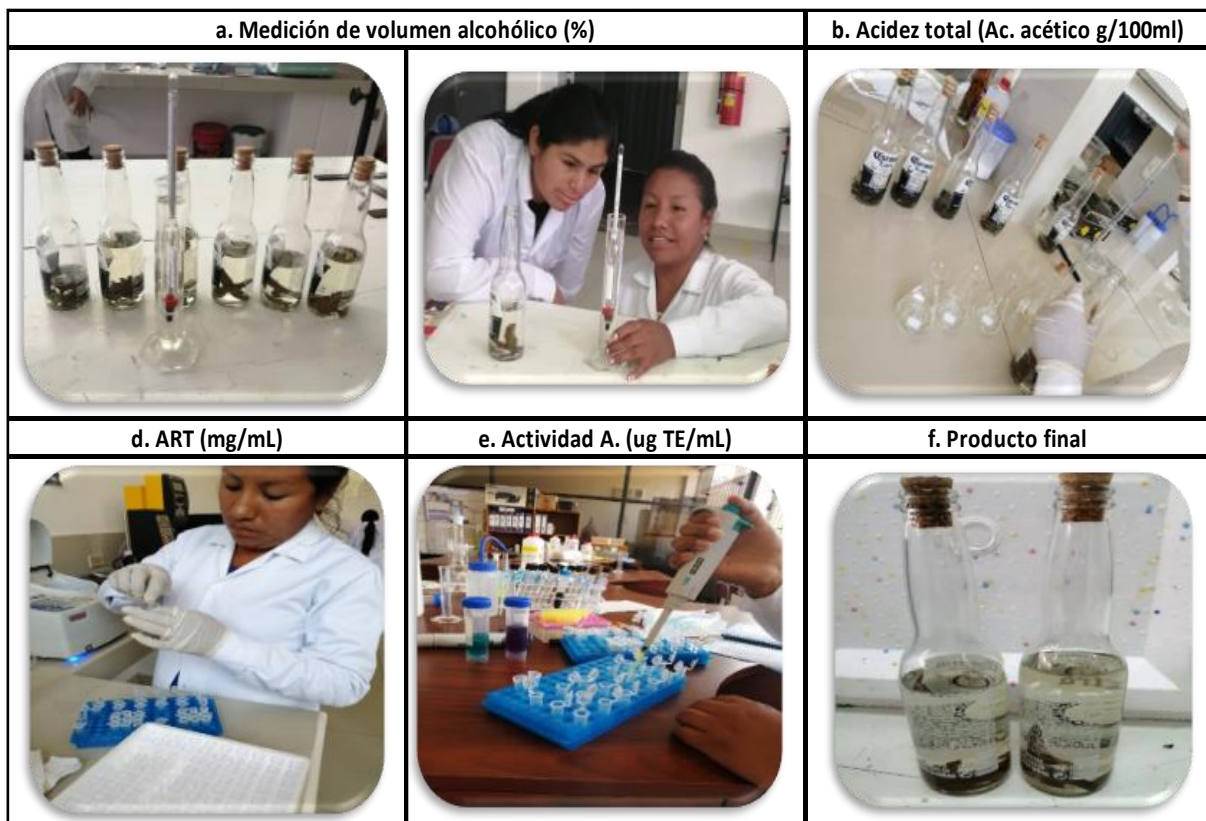 a. Medición de volumen alcohólico (%)
b. Acidez total (Ac. acético g/100ml)
d. ART (mg/mL)
e. Actividad A. (ug TE/mL)
f. Producto final